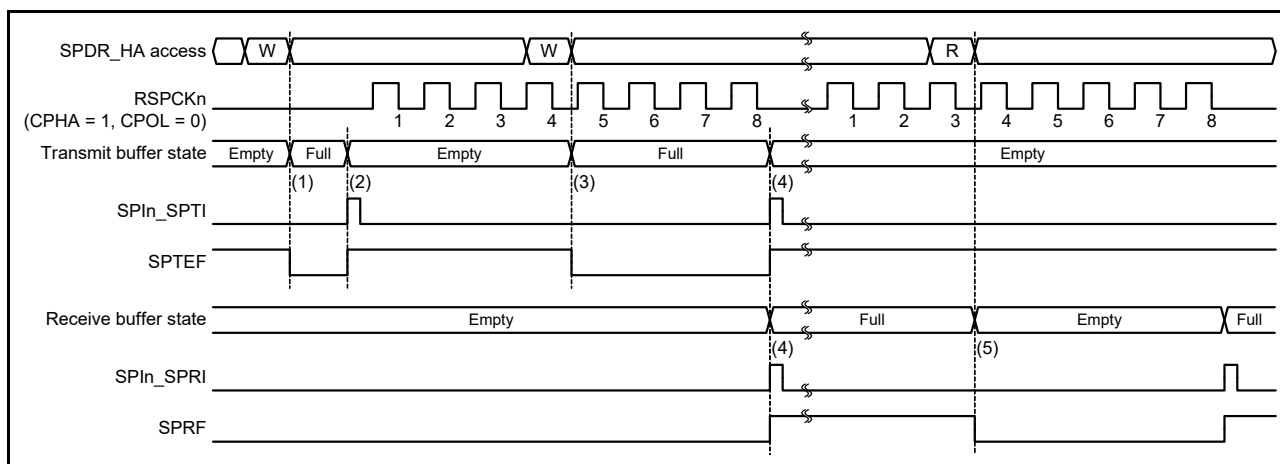 SPDR_HA access W W R
RSPCKn
(CPHA = 1, CPOL = 0) 1 2 3 4 5 6 7 8 1 2 3 4 5 6 7 8
Transmit buffer state Empty Full Empty Full Empty
(1) (2) (3) (4)
SPIn_SPTI
SPTEF
Receive buffer state Empty Full Empty Full
(4) (5)
SPIn_SPRI
SPRF